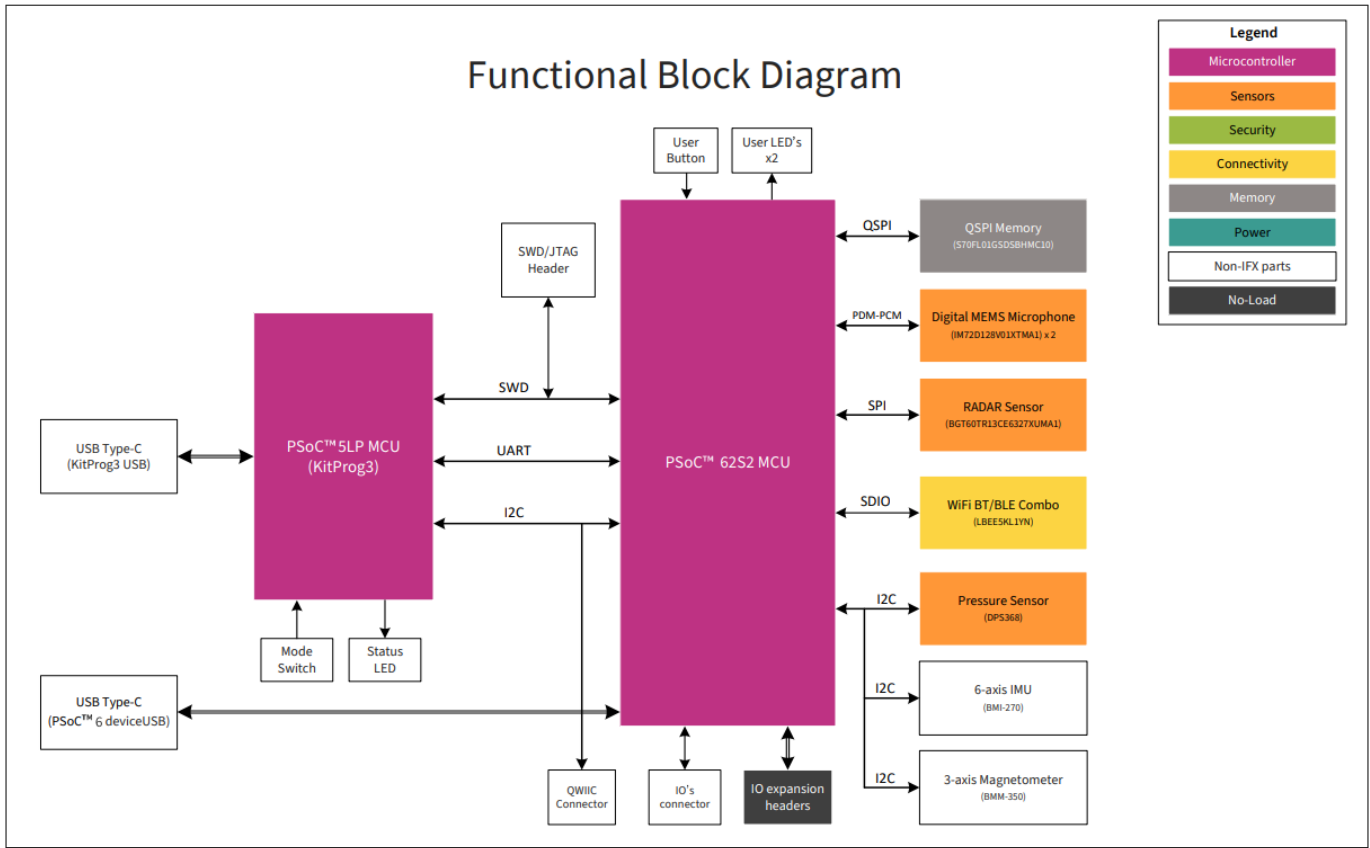 Functional Block Diagram
Legend
Microcontroller
Sensors
Security
Connectivity
Memory
Power
Non-IFX parts
No-Load
User
Button
User LED's
x2
SWD/JTAG
Header
QSPI
QSPI Memory
(S70FL01GSDSBHMC10)
PDM-PCM
Digital MEMS Microphone
(IM72D128V01XTMA1) x 2
SPI
RADAR Sensor
(BGT60TR13CE6327XUMA1)
SDIO
WiFi BT/BLE Combo
(LBEE5KL1YN)
I2C
Pressure Sensor
(DPS368)
I2C
6-axis IMU
(BMI-270)
I2C
3-axis Magnetometer
(BMM-350)
PSoC™ 62S2 MCU
SWD
UART
I2C
PSoC™ 5LP MCU
(KitProg3)
USB Type-C
(KitProg3 USB)
Mode
Switch
Status
LED
USB Type-C
(PSoC™ 6 deviceUSB)
QWIIC
Connector
IO's
connector
IO expansion
headers